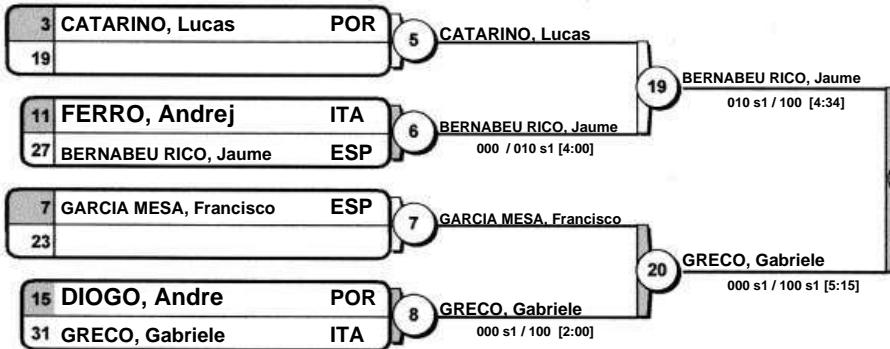 3 CATARINO, Lucas POR
19
5 CATARINO, Lucas
11 FERRO, Andrej ITA
27 BERNABEU RICO, Jaume ESP
6 BERNABEU RICO, Jaume
000 / 010 s1 [4:00]
19 BERNABEU RICO, Jaume
010 s1 / 100 [4:34]
7 GARCIA MESA, Francisco ESP
23
7 GARCIA MESA, Francisco
15 DIOGO, Andre POR
31 GRECO, Gabriele ITA
8 GRECO, Gabriele
000 s1 / 100 [2:00]
20 GRECO, Gabriele
000 s1 / 100 s1 [5:15]